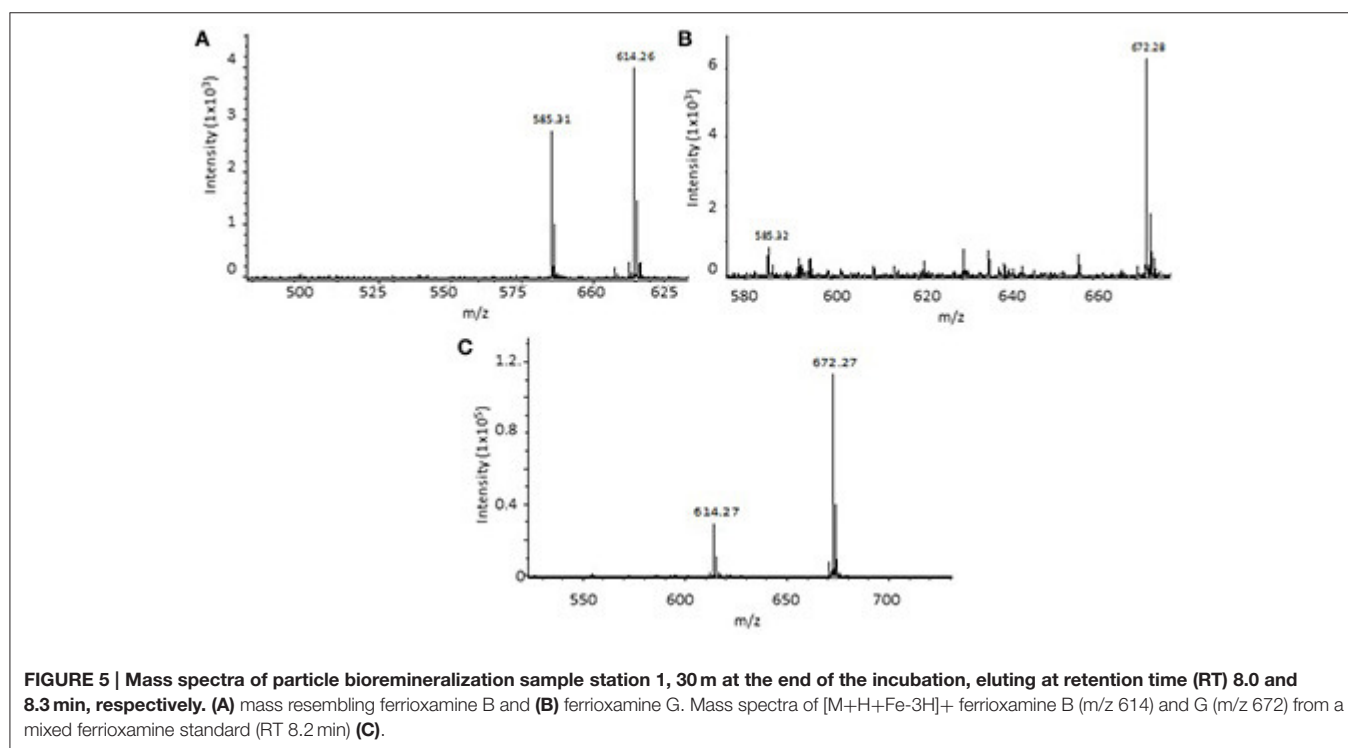 A
Intensity (1x10³)
4
3
2
1
0
585.31
614.26
500 525 550 575 660 625
m/z
B
Intensity (1x10³)
6
4
2
0
585.32
672.28
580 600 620 640 660
m/z
C
Intensity (1x10⁵)
1.2.
0.8
0.4
0
614.27
672.27
550 600 650 700
m/z
FIGURE 5 | Mass spectra of particle bioremineralization sample station 1, 30 m at the end of the incubation, eluting at retention time (RT) 8.0 and
8.3 min, respectively. (A) mass resembling ferrioxamine B and (B) ferrioxamine G. Mass spectra of [M+H+Fe-3H]+ ferrioxamine B (m/z 614) and G (m/z 672) from a
mixed ferrioxamine standard (RT 8.2 min) (C).